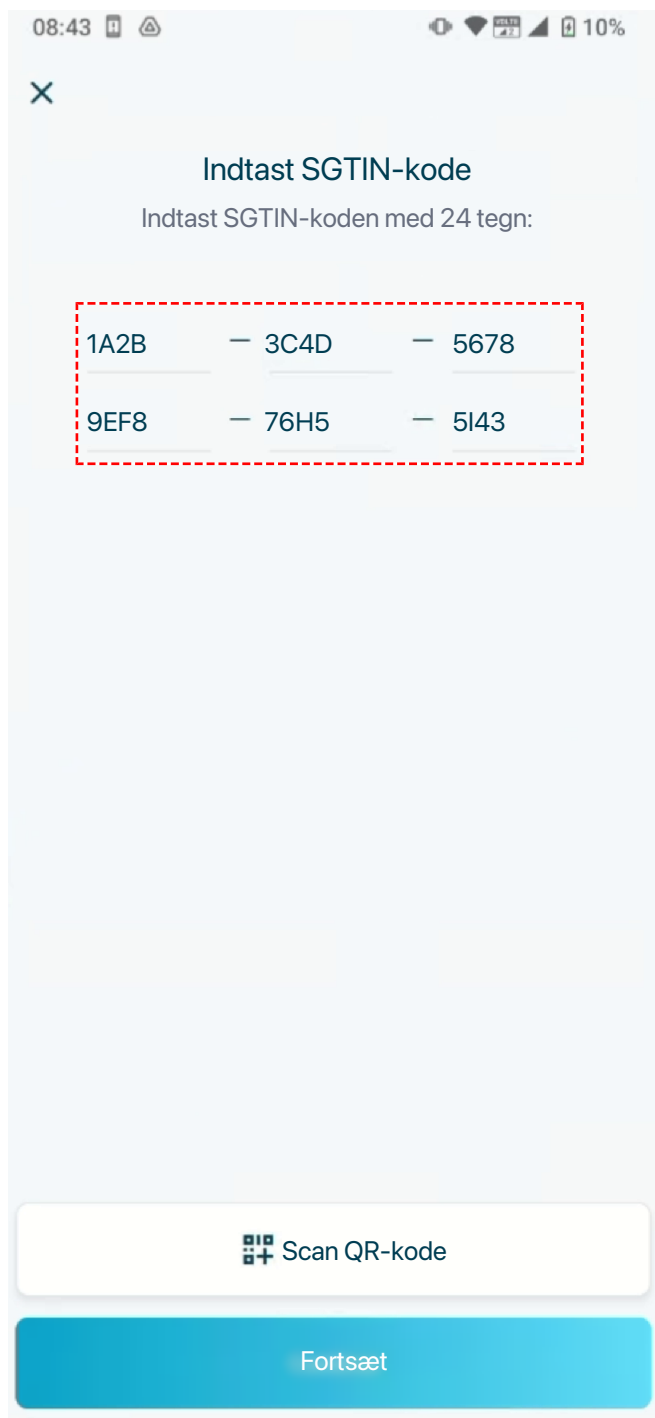 08:43 10%
Indtast SGTIN-kode
Indtast SGTIN-koden med 24 tegn:
1A2B — 3C4D — 5678
9EF8 — 76H5 — 5I43
Scan QR-kode
Fortsæt